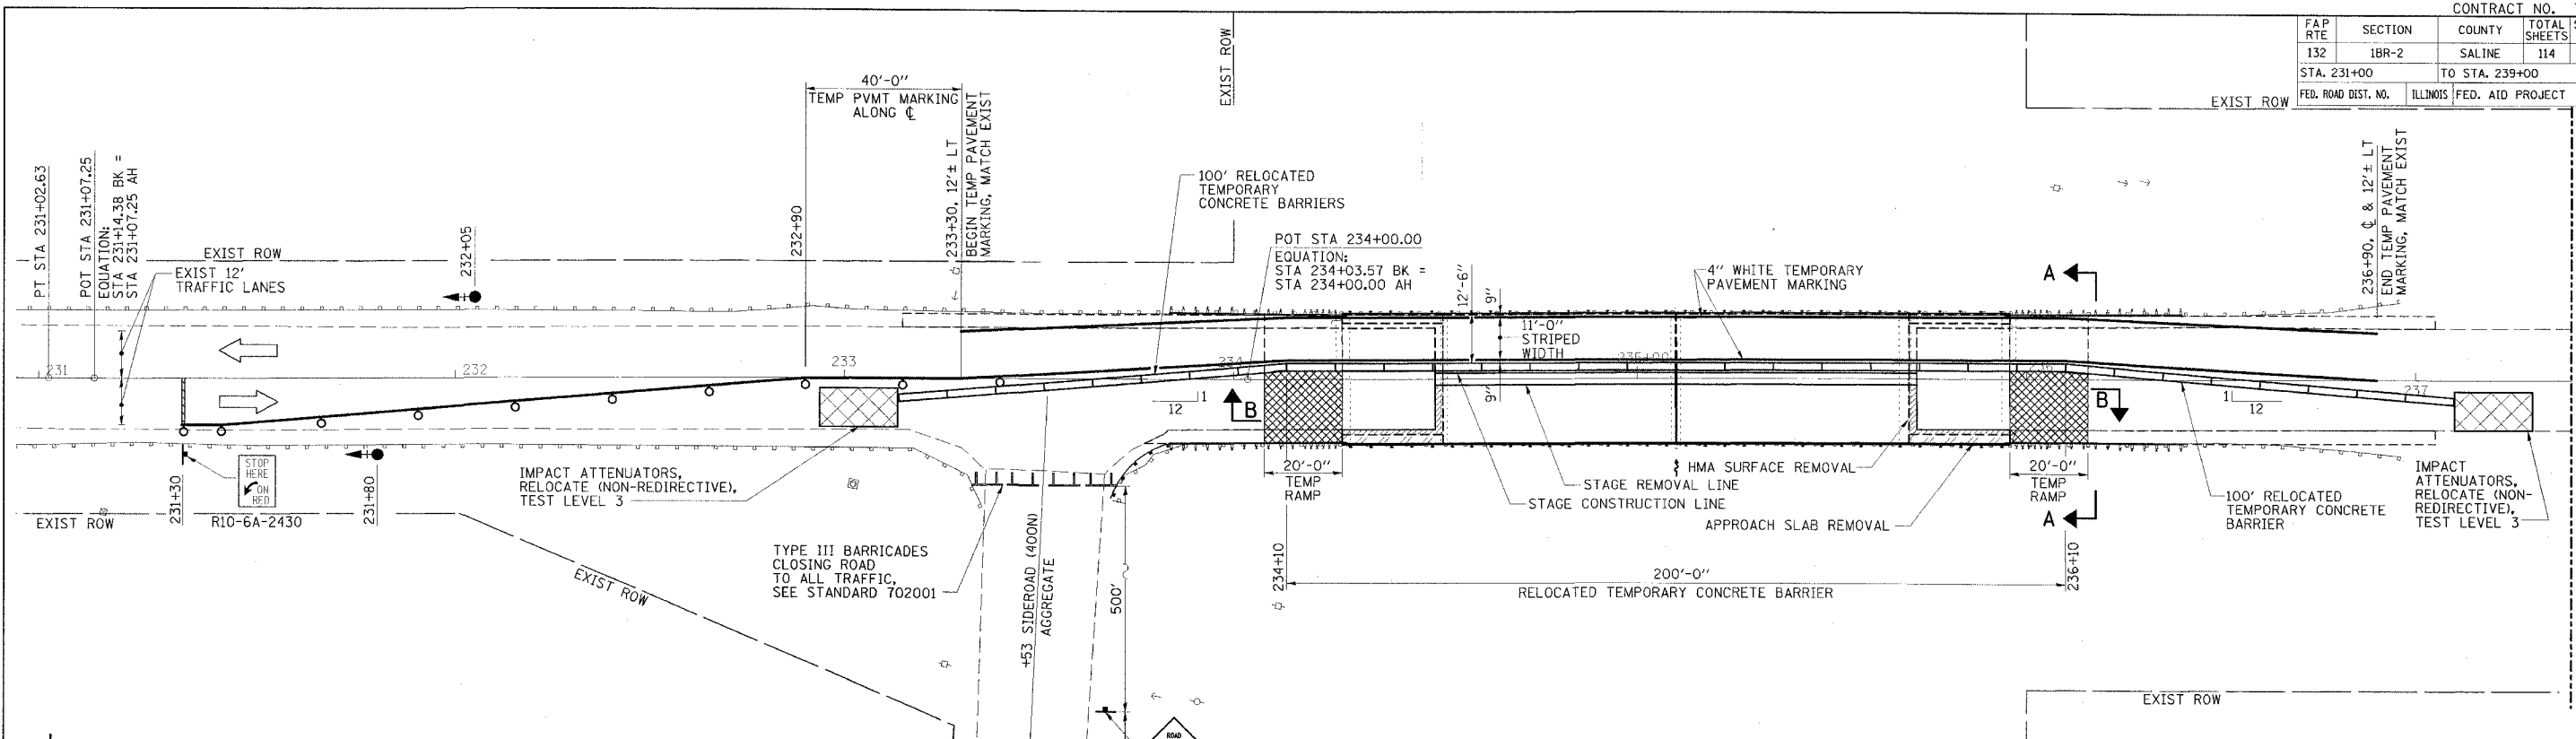 CONTRACT NO.
FAP RTE SECTION COUNTY TOTAL SHEETS
132 1BR-2 SALINE 114
STA. 231+00 TO STA. 239+00
FED. ROAD DIST. NO. ILLINOIS FED. AID PROJECT
EXIST ROW
EXIST ROW
40'-0"
TEMP PVMT MARKING
ALONG ℄
PT STA 231+02.63
POT STA 231+07.25
EQUATION:
STA 231+14.38 BK =
STA 231+07.25 AH
EXIST ROW
EXIST 12'
TRAFFIC LANES
232+05
232+90
233+30, 12'± LT
BEGIN TEMP PAVEMENT
MARKING, MATCH EXIST
100' RELOCATED
TEMPORARY
CONCRETE BARRIERS
POT STA 234+00.00
EQUATION:
STA 234+03.57 BK =
STA 234+00.00 AH
12'-6"
9"
11'-0"
STRIPED
WIDTH
9"
4" WHITE TEMPORARY
PAVEMENT MARKING
A
236+90, ℄ & 12'± LT
END TEMP PAVEMENT
MARKING, MATCH EXIST
231
232
233
234
235+00
236
237
1
12
B
B
1
12
STOP
HERE
ON
RED
R10-6A-2430
231+30
231+80
EXIST ROW
IMPACT ATTENUATORS,
RELOCATE (NON-REDIRECTIVE),
TEST LEVEL 3
20'-0"
TEMP
RAMP
HMA SURFACE REMOVAL
STAGE REMOVAL LINE
STAGE CONSTRUCTION LINE
APPROACH SLAB REMOVAL
20'-0"
TEMP
RAMP
A
100' RELOCATED
TEMPORARY CONCRETE
BARRIER
IMPACT
ATTENUATORS,
RELOCATE (NON-
REDIRECTIVE),
TEST LEVEL 3
TYPE III BARRICADES
CLOSING ROAD
TO ALL TRAFFIC,
SEE STANDARD 702001
EXIST ROW
+53 SIDEROAD (400N)
AGGREGATE
500'
234+10
200'-0"
RELOCATED TEMPORARY CONCRETE BARRIER
236+10
EXIST ROW
ROAD